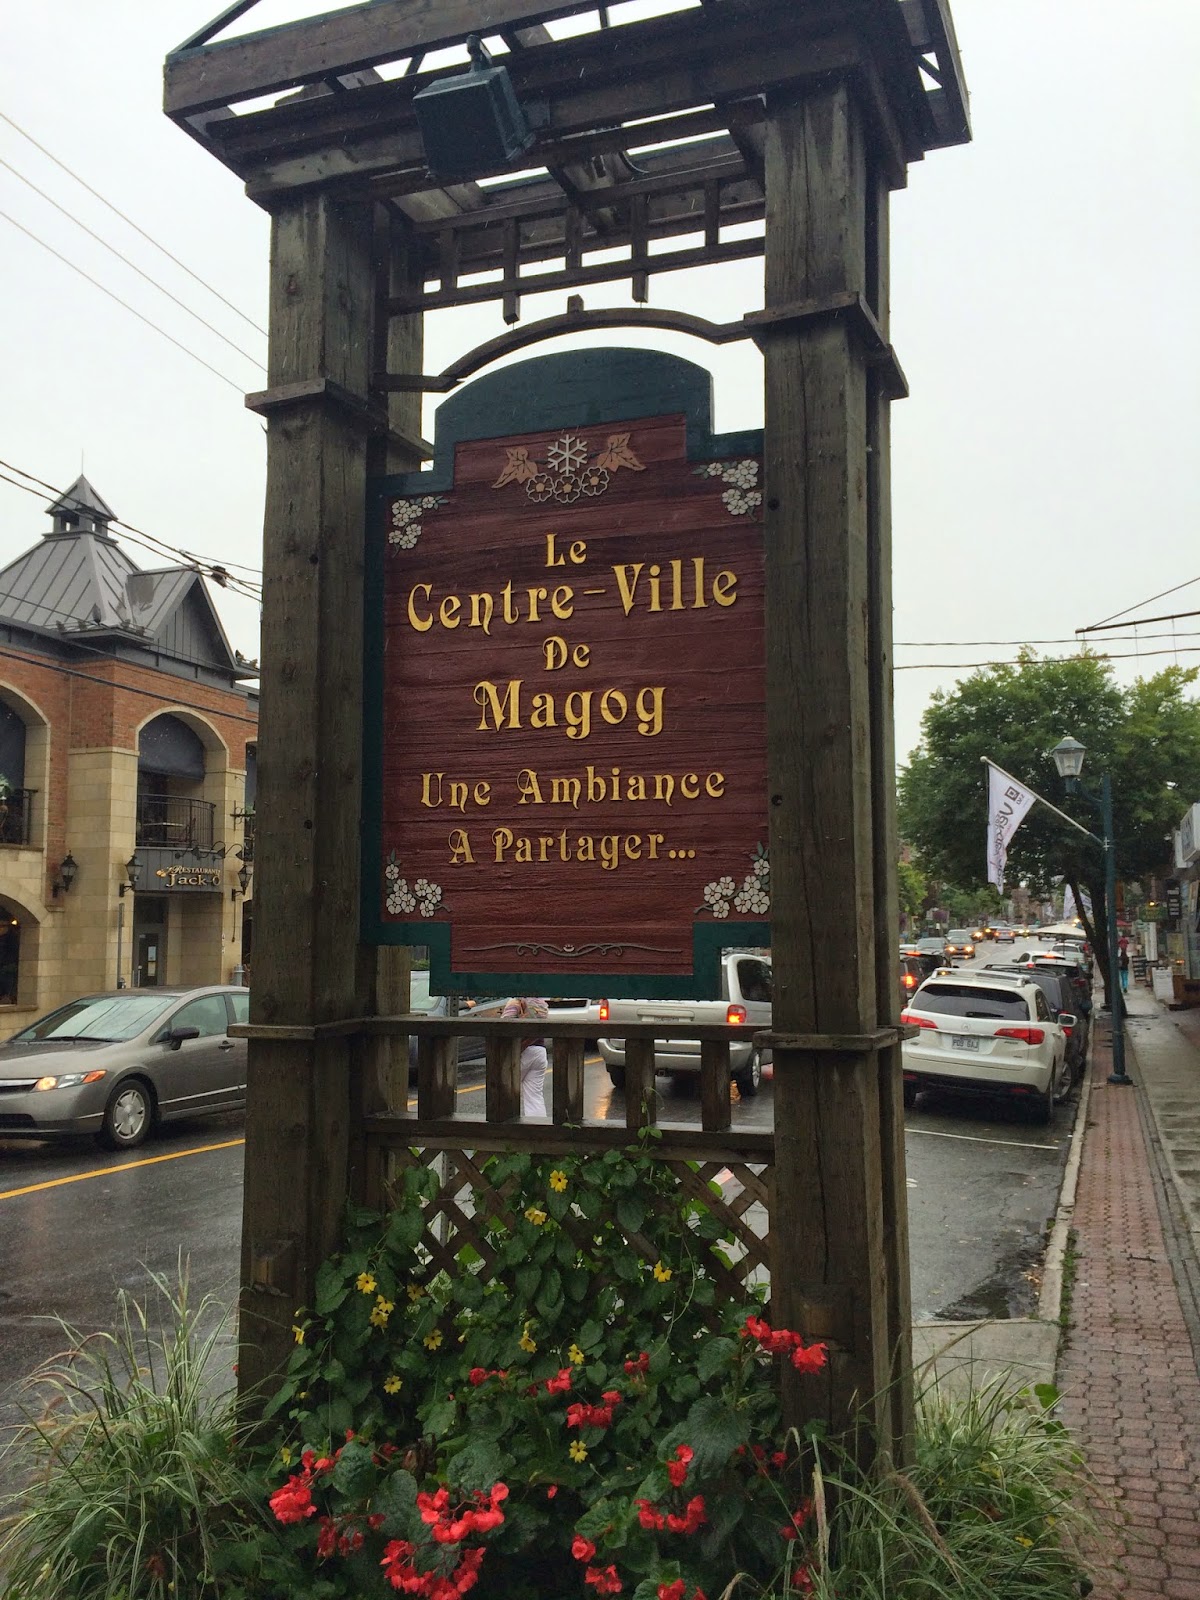 Le
Centre-Ville
De
Magog
Une Ambiance
A Partager...
RESTAURANT
Jack-O